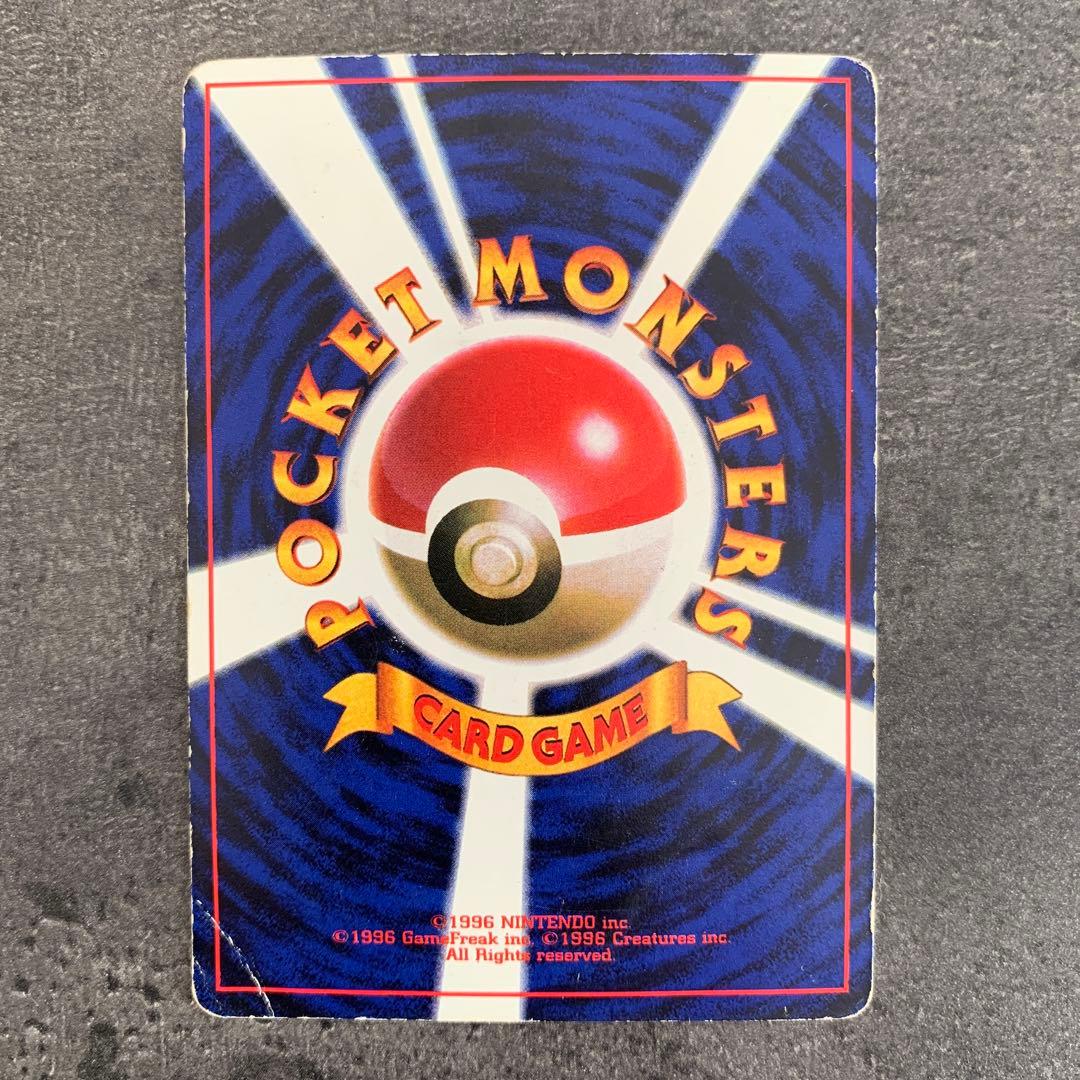 POCKET MONSTERS
CARD GAME
©1996 NINTENDO inc.
©1996 GameFreak inc. ©1996 Creatures inc.
All Rights reserved.